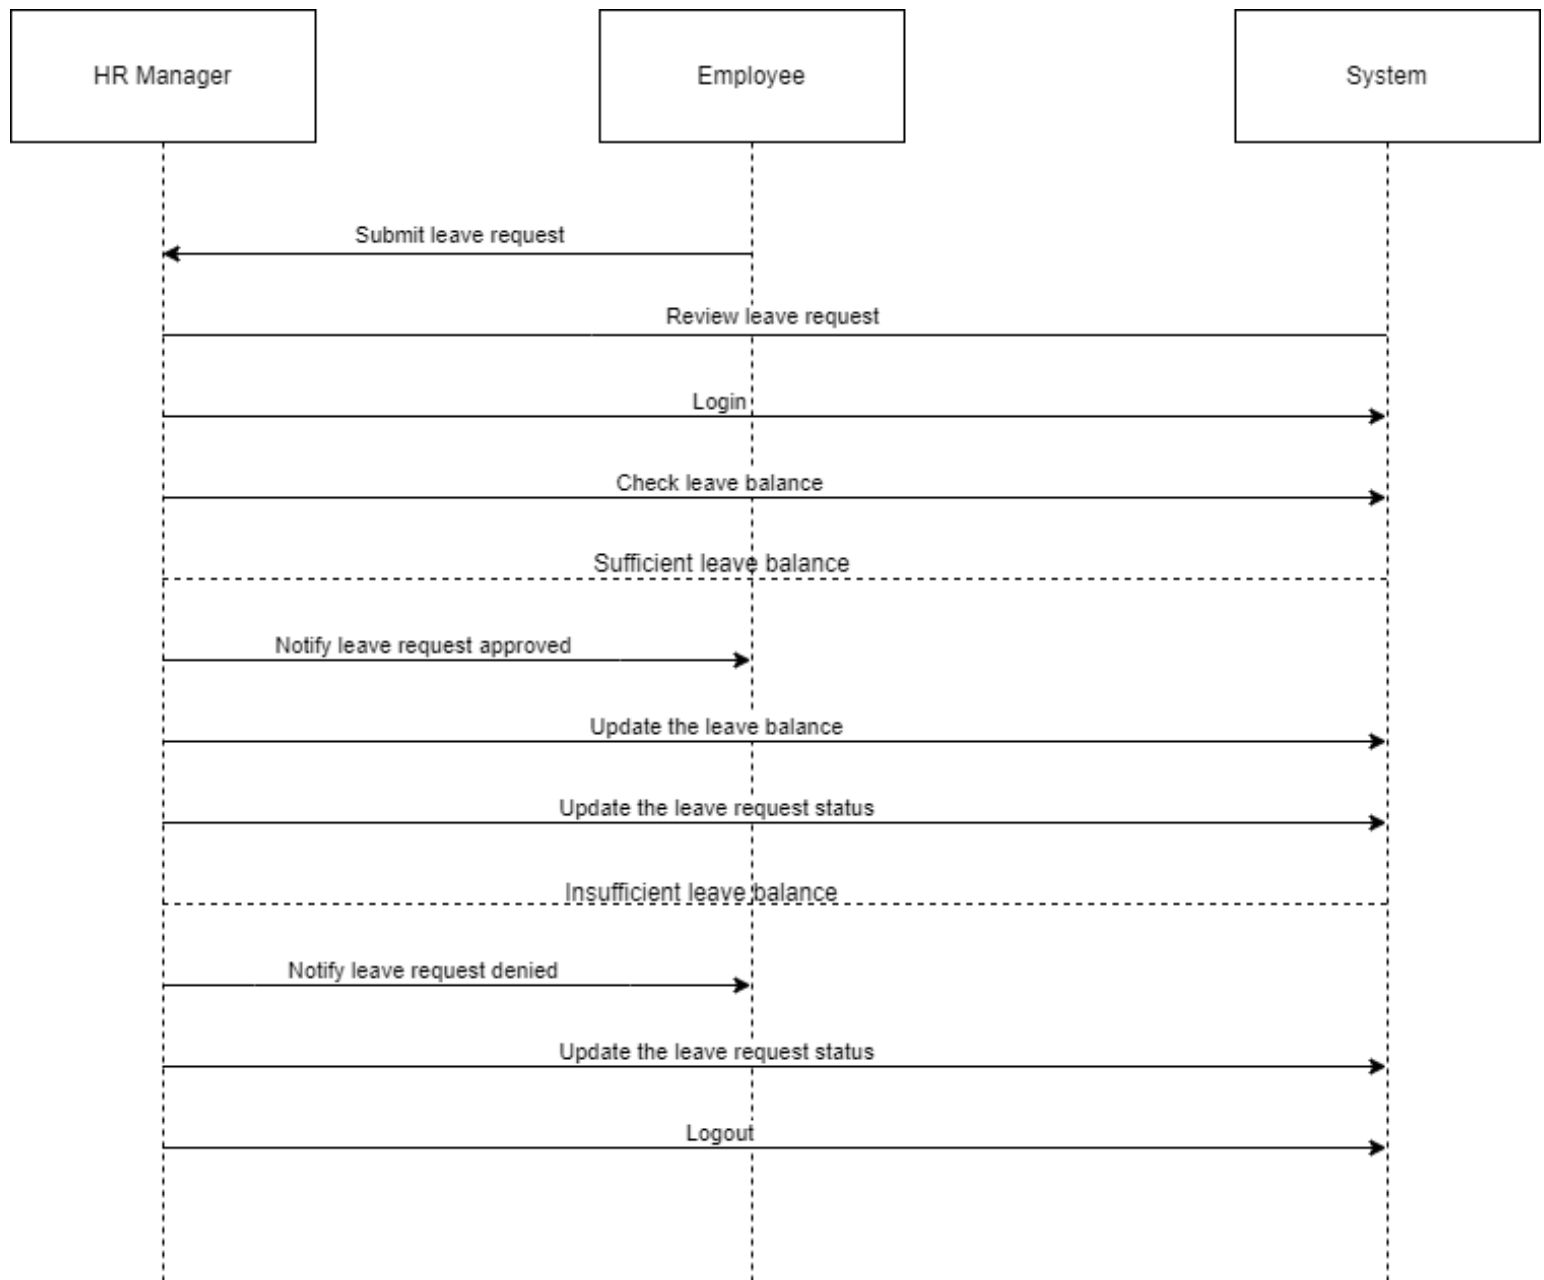 HR Manager
Employee
System
Submit leave request
Review leave request
Login
Check leave balance
Sufficient leave balance
Notify leave request approved
Update the leave balance
Update the leave request status
Insufficient leave balance
Notify leave request denied
Update the leave request status
Logout